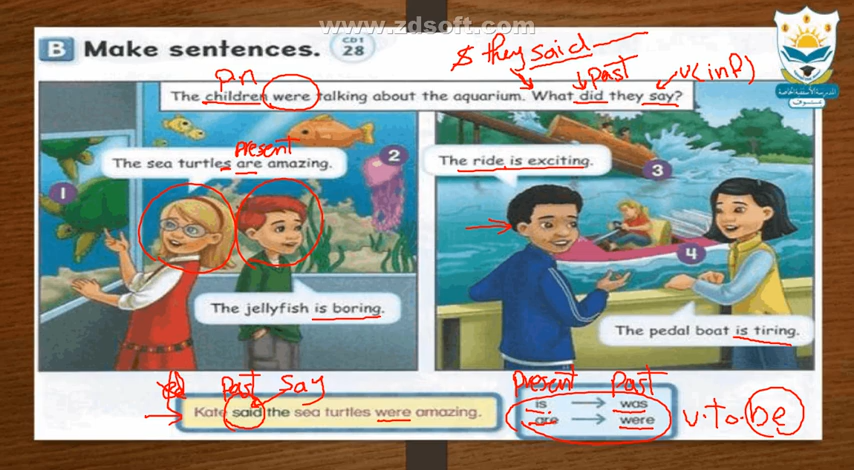 www.zdsoft.com
B Make sentences. CD1 28
$ they said
p.n
past
v(inf)
The children were talking about the aquarium. What did they say?
present
The sea turtles are amazing.
The ride is exciting.
1
2
3
4
The jellyfish is boring.
The pedal boat is tiring.
past say
Kate said the sea turtles were amazing.
present past
is → was
are → were
v. to. be